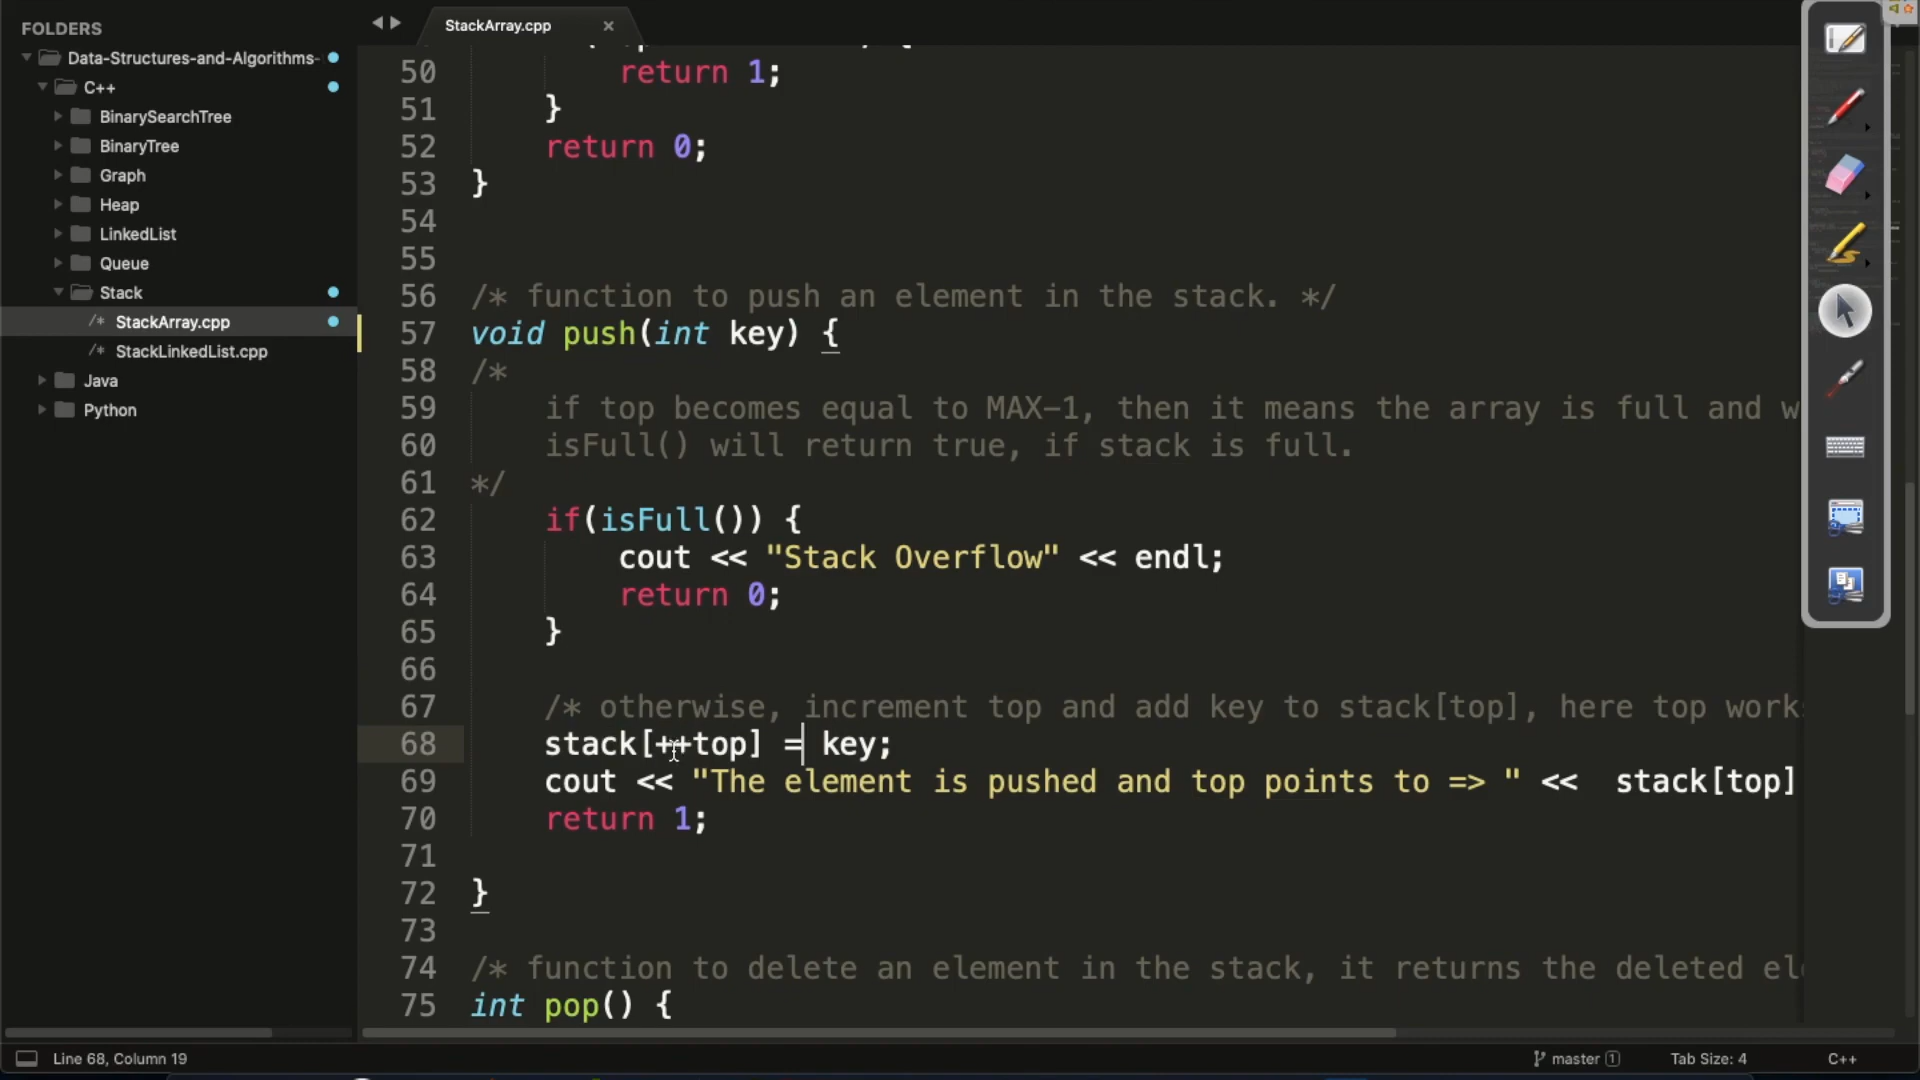 FOLDERS
Data-Structures-and-Algorithms-
C++
BinarySearchTree
BinaryTree
Graph
Heap
LinkedList
Queue
Stack
/* StackArray.cpp
/* StackLinkedList.cpp
Java
Python
StackArray.cpp ×
50 return 1;
51 }
52 return 0;
53 }
54
55
56 /* function to push an element in the stack. */
57 void push(int key) {
58 /*
59 if top becomes equal to MAX-1, then it means the array is full and w
60 isFull() will return true, if stack is full.
61 */
62 if(isFull()) {
63 cout << "Stack Overflow" << endl;
64 return 0;
65 }
66
67 /* otherwise, increment top and add key to stack[top], here top work
68 stack[++top] = key;
69 cout << "The element is pushed and top points to => " << stack[top]
70 return 1;
71
72 }
73
74 /* function to delete an element in the stack, it returns the deleted el
75 int pop() {
Line 68, Column 19
master 1
Tab Size: 4
C++